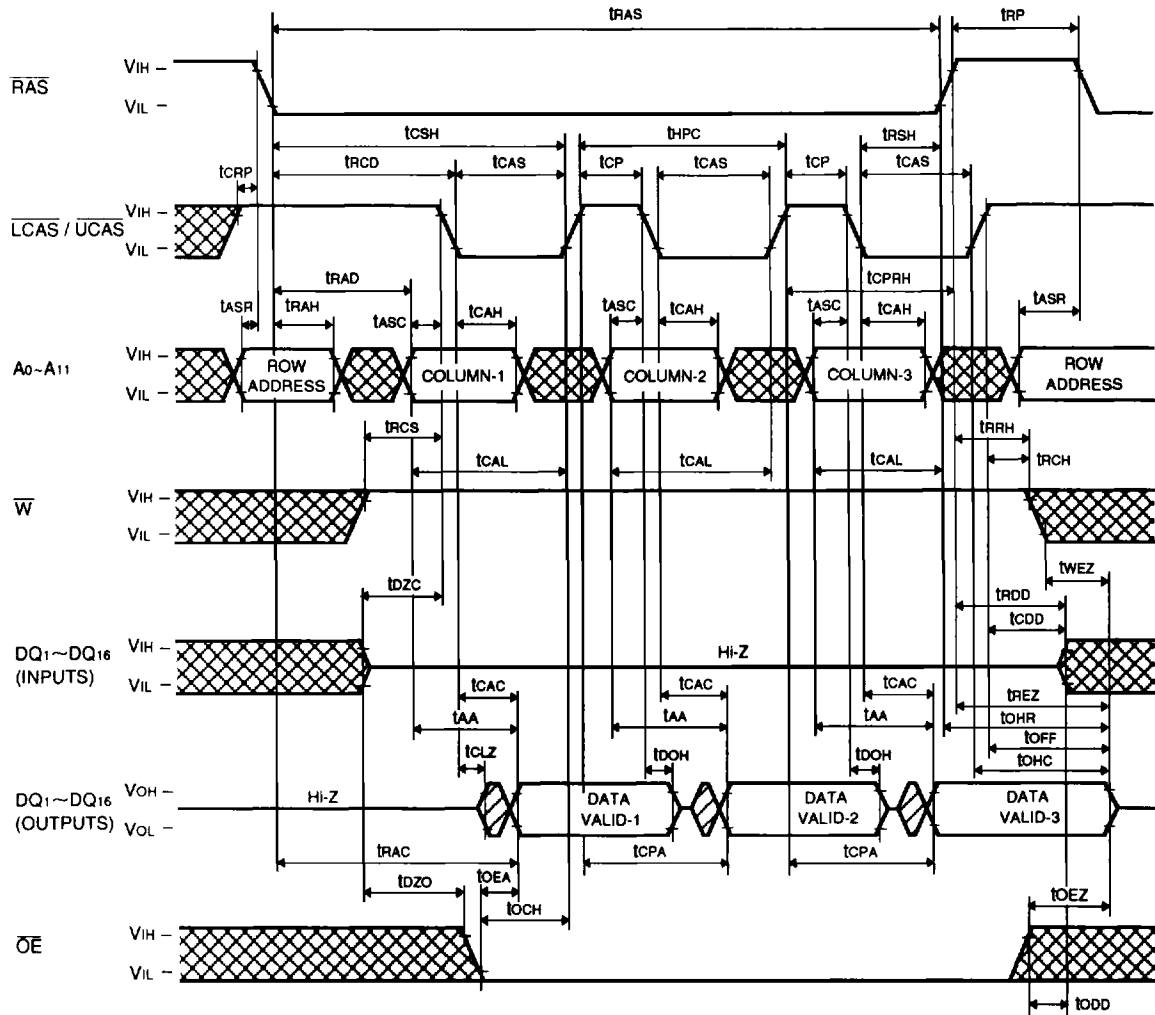 tRAS tRP
RAS VIH
VIL
tCSH tHPC tRSH
tRCD tCAS tCP tCAS tCP tCAS
tCRP
LCAS / UCAS VIH
VIL
tRAD tCPRH
tASR tRAH tASC tCAH tASC tCAH tASC tCAH tASR
A0~A11 VIH
VIL
ROW ADDRESS COLUMN-1 COLUMN-2 COLUMN-3 ROW ADDRESS
tRCS tRRH
tCAL tCAL tCAL tRCH
W VIH
VIL
tWEZ
tDZC tRDD
tCDD
DQ1~DQ16 (INPUTS) VIH
VIL
Hi-Z
tCAC tCAC tCAC tREZ
tAA tAA tAA tOHR
tCLZ tDOH tDOH tOFF
tOHC
DQ1~DQ16 (OUTPUTS) VOH
VOL
Hi-Z DATA VALID-1 DATA VALID-2 DATA VALID-3
tRAC tCPA tCPA
tDZO tOEA tOEZ
tOCH
OE VIH
VIL
tODD